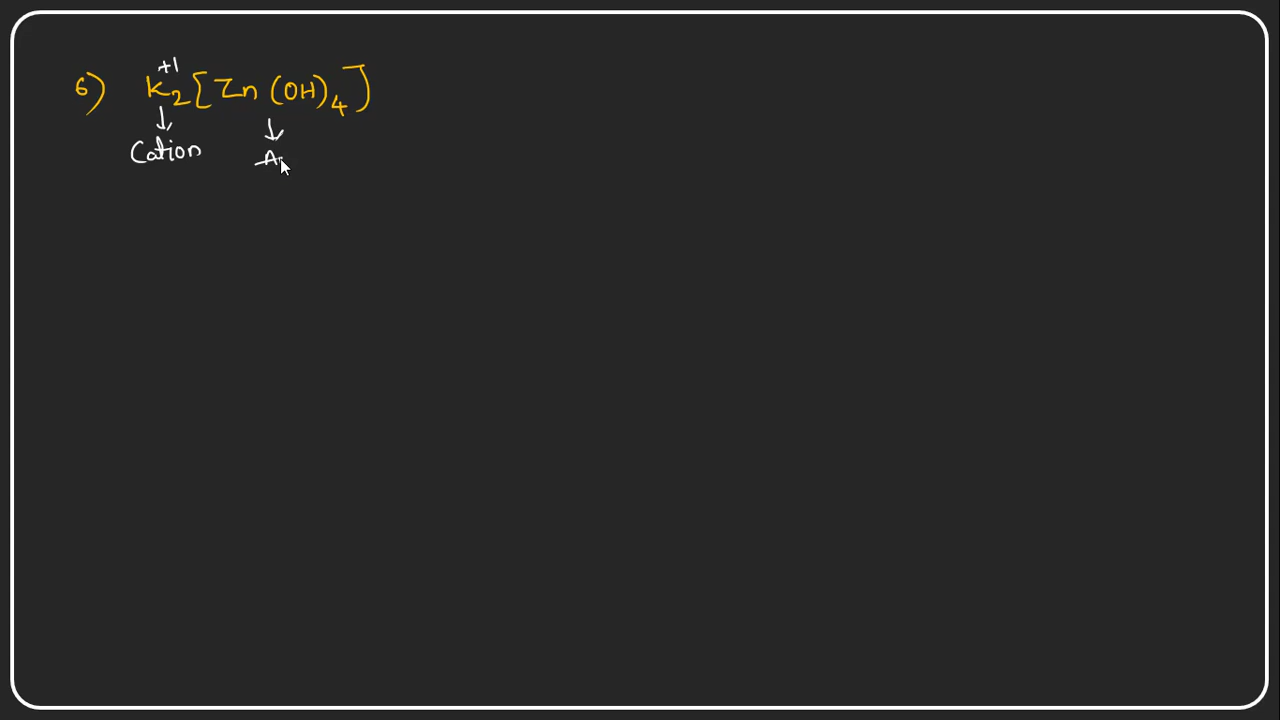 +1
6) K2[Zn(OH)4]
↓ ↓
Cation A